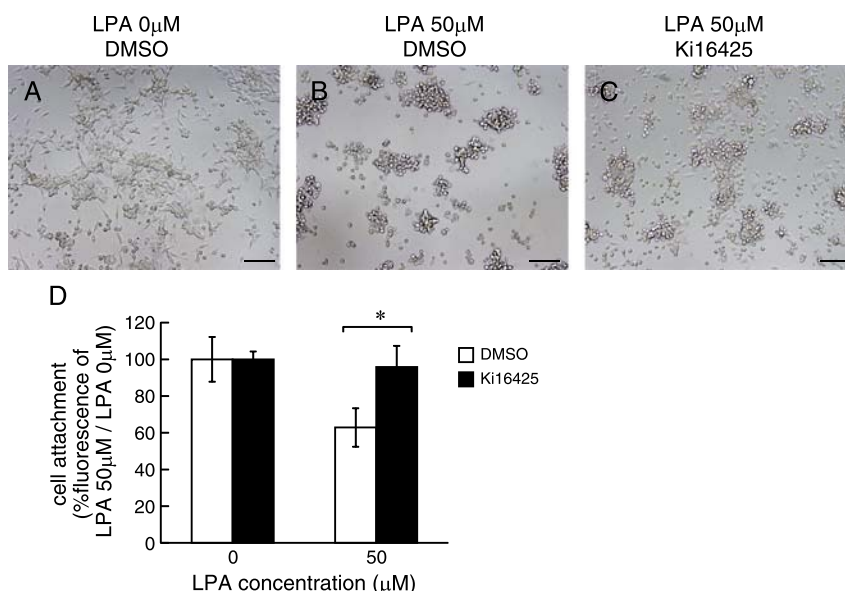 LPA 0μM
DMSO
LPA 50μM
DMSO
LPA 50μM
Ki16425
A
B
C
D
cell attachment
(%fluorescence of
LPA 50μM / LPA 0μM)
120
100
80
60
40
20
0
*
DMSO
Ki16425
0
50
LPA concentration (μM)